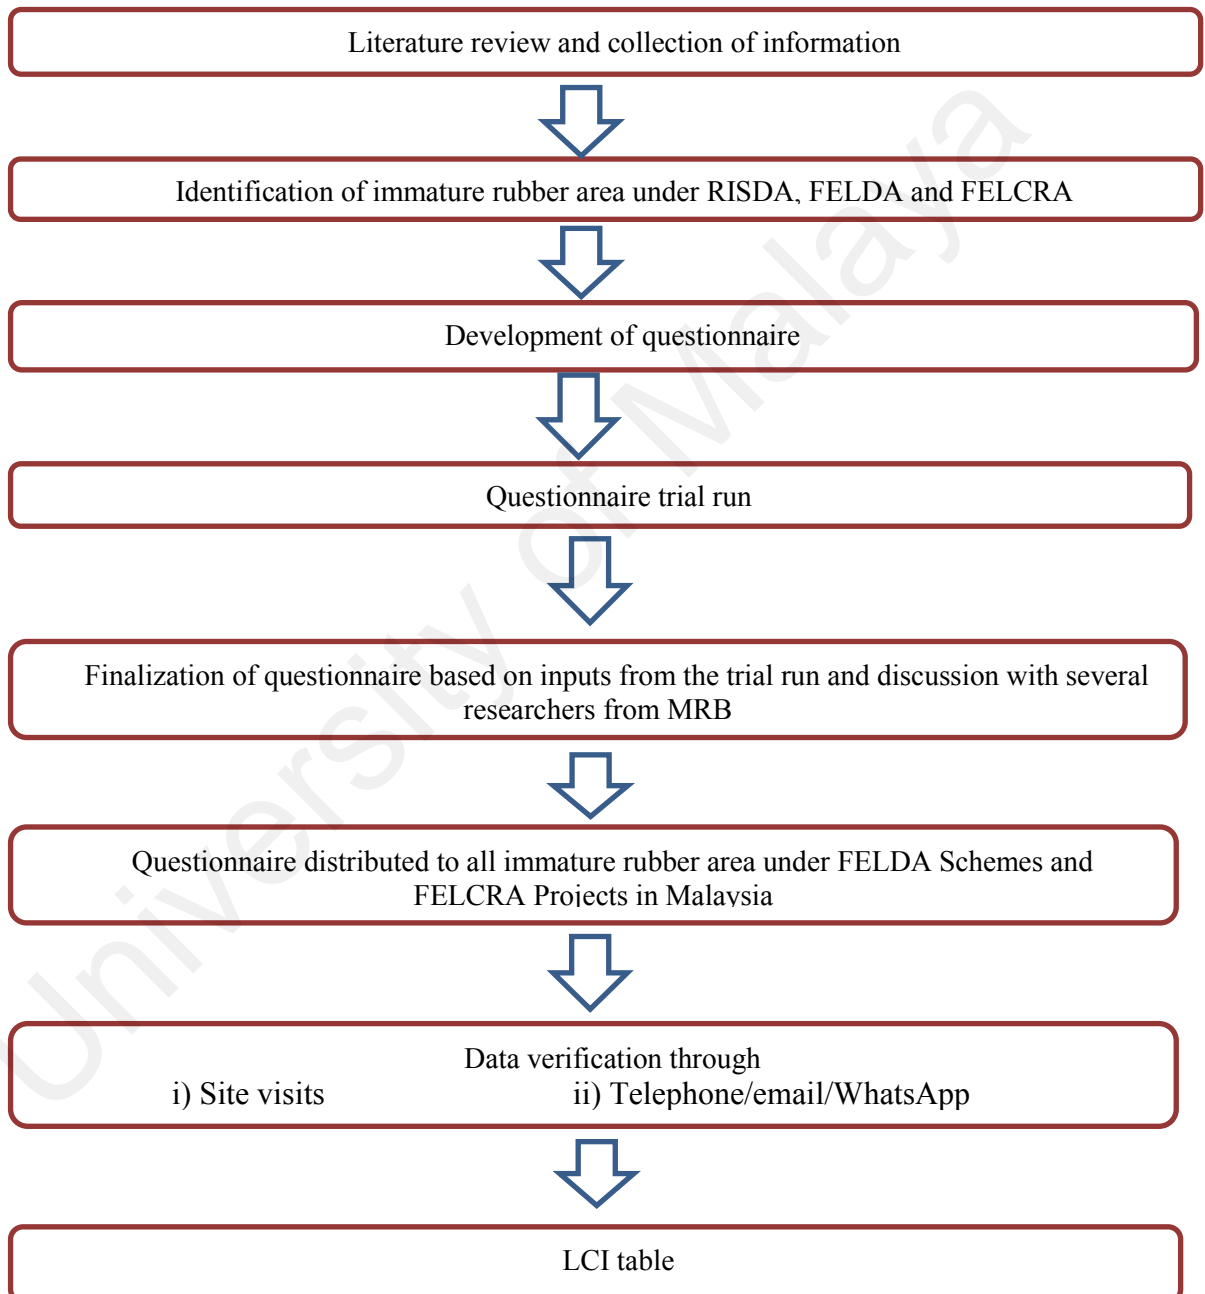 Literature review and collection of information
Identification of immature rubber area under RISDA, FELDA and FELCRA
Development of questionnaire
Questionnaire trial run
Finalization of questionnaire based on inputs from the trial run and discussion with several
researchers from MRB
Questionnaire distributed to all immature rubber area under FELDA Schemes and
FELCRA Projects in Malaysia
Data verification through
i) Site visits ii) Telephone/email/WhatsApp
LCI table
University of Malaya